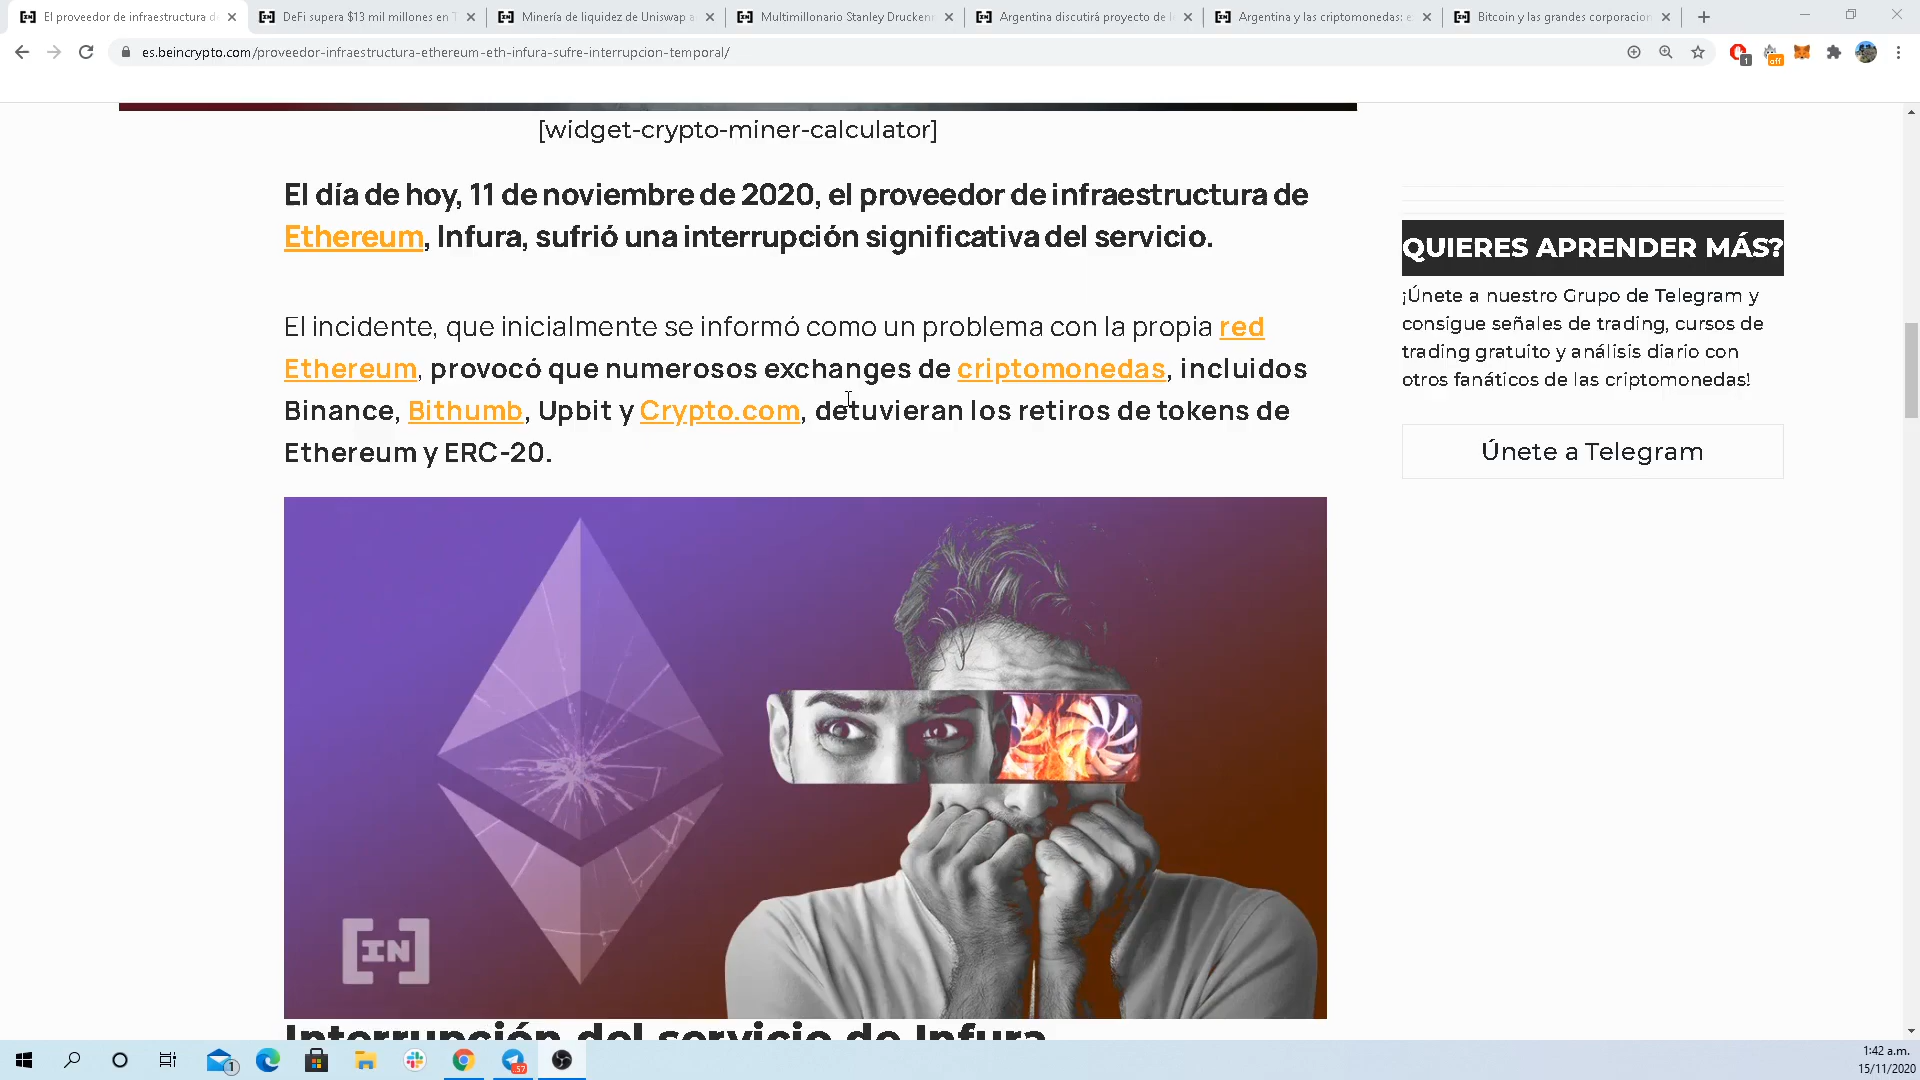 El proveedor de infraestructura d
DeFi supera $13 mil millones en T
Minería de liquidez de Uniswap a
Multimillonario Stanley Drucken
Argentina discutirá proyecto de l
Argentina y las criptomonedas: e
Bitcoin y las grandes corporacion
es.beincrypto.com/proveedor-infraestructura-ethereum-eth-infura-sufre-interrupcion-temporal/
1
off
[widget-crypto-miner-calculator]
El día de hoy, 11 de noviembre de 2020, el proveedor de infraestructura de
Ethereum, Infura, sufrió una interrupción significativa del servicio.
El incidente, que inicialmente se informó como un problema con la propia red
Ethereum, provocó que numerosos exchanges de criptomonedas, incluidos
Binance, Bithumb, Upbit y Crypto.com, detuvieran los retiros de tokens de
Ethereum y ERC-20.
QUIERES APRENDER MÁS?
¡Únete a nuestro Grupo de Telegram y
consigue señales de trading, cursos de
trading gratuito y análisis diario con
otros fanáticos de las criptomonedas!
Únete a Telegram
[IN]
Interrupción del servicio de Infura
1
57
1:42 a.m.
15/11/2020